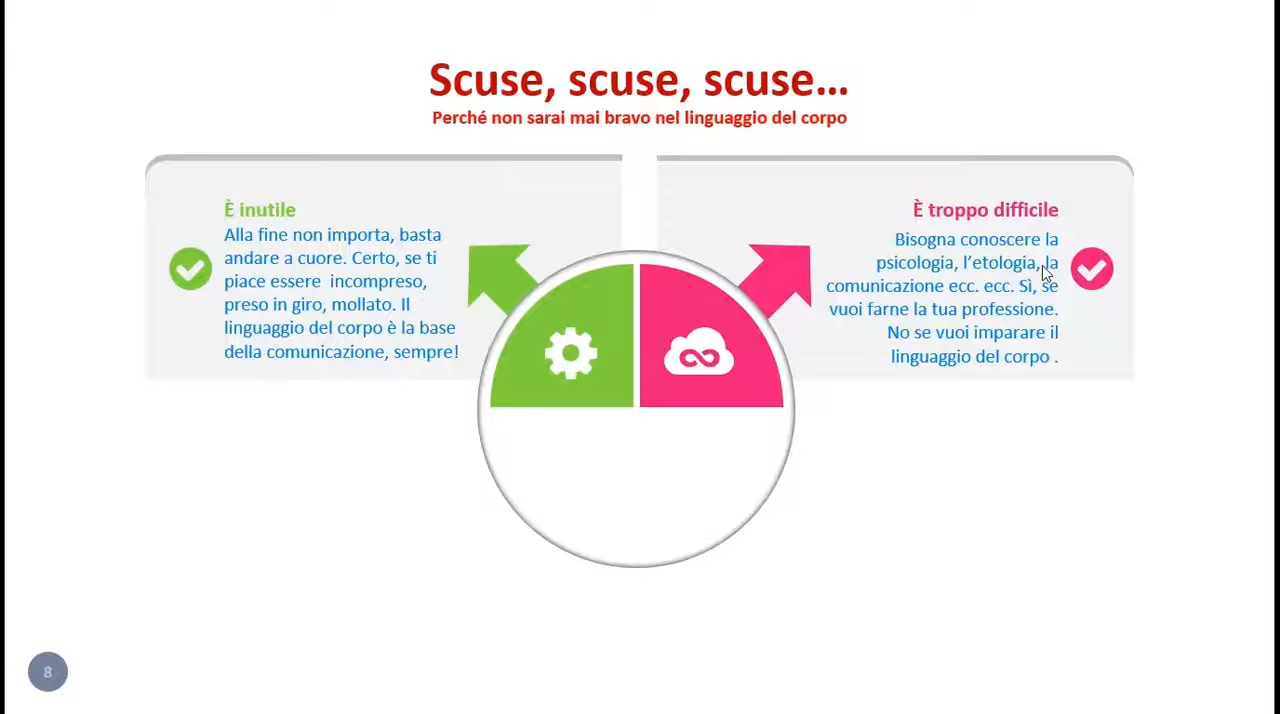 Scuse, scuse, scuse...
Perché non sarai mai bravo nel linguaggio del corpo
È inutile
Alla fine non importa, basta
andare a cuore. Certo, se ti
piace essere  incompreso,
preso in giro, mollato. Il
linguaggio del corpo è la base
della comunicazione, sempre!
È troppo difficile
Bisogna conoscere la
psicologia, l’etologia, la
comunicazione ecc. ecc. Sì, se
vuoi farne la tua professione.
No se vuoi imparare il
linguaggio del corpo .
8